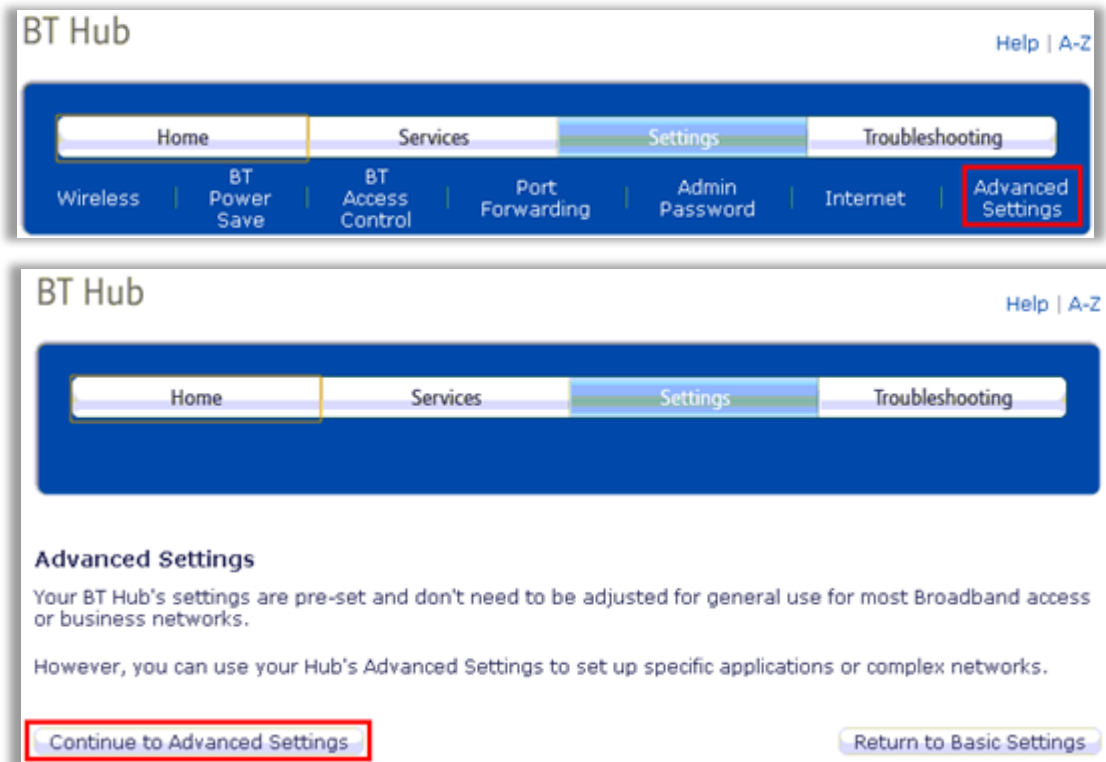 BT Hub
Help | A-Z
Home Services Settings Troubleshooting
Wireless | BT Power Save | BT Access Control | Port Forwarding | Admin Password | Internet | Advanced Settings
BT Hub
Help | A-Z
Home Services Settings Troubleshooting
Advanced Settings
Your BT Hub's settings are pre-set and don't need to be adjusted for general use for most Broadband access
or business networks.
However, you can use your Hub's Advanced Settings to set up specific applications or complex networks.
Continue to Advanced Settings Return to Basic Settings